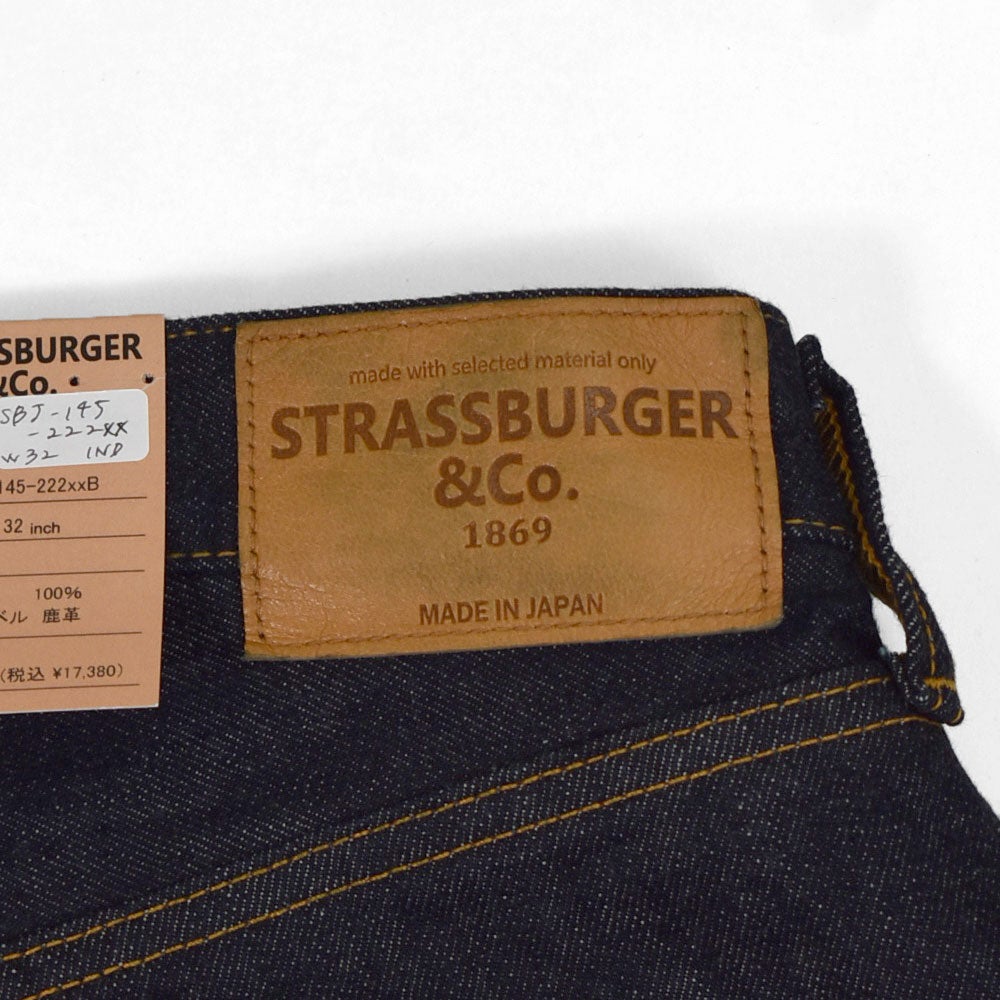 SSBURGER
&Co.
SBJ-145
-222XX
W32 IND
145-222xxB
32 inch
100%
ベル 鹿革
(税込 ¥17,380)
made with selected material only
STRASSBURGER
&Co.
1869
MADE IN JAPAN